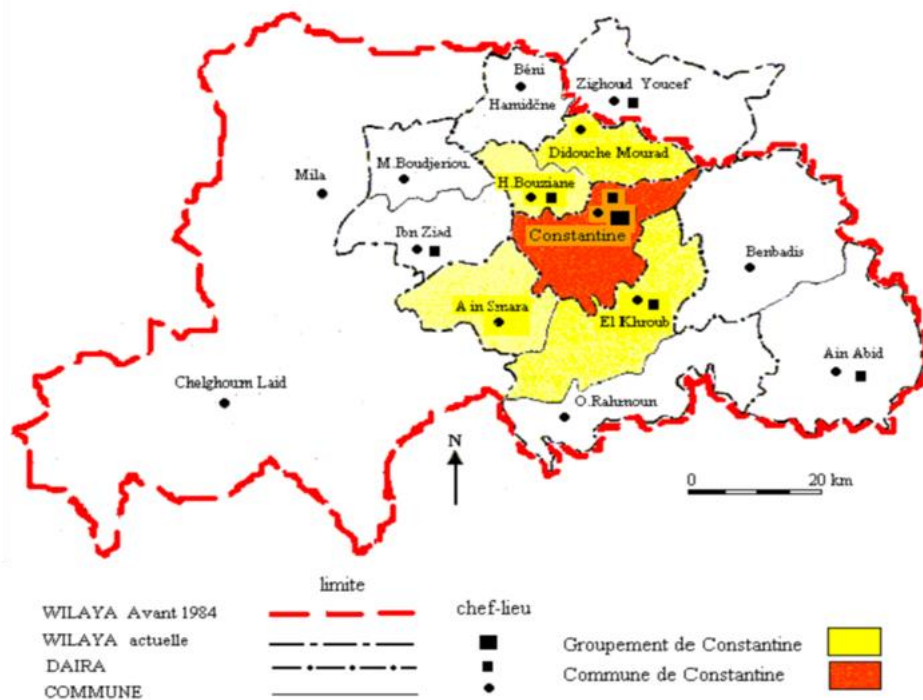 Béni
Hamidčne
Zighoud Youcef
Didouche Mourad
M.Boudjeriou.
Mila
H.Bouziane
Ibn Ziad
Constantine
Benbadis
Ain Smara
El Khroub
Ain Abid
Chelghoum Laid
O.Rahmoun
N
0 20 km
limite
WILAYA Avant 1984
chef-lieu
WILAYA actuelle
Groupement de Constantine
DAIRA
Commune de Constantine
COMMUNE